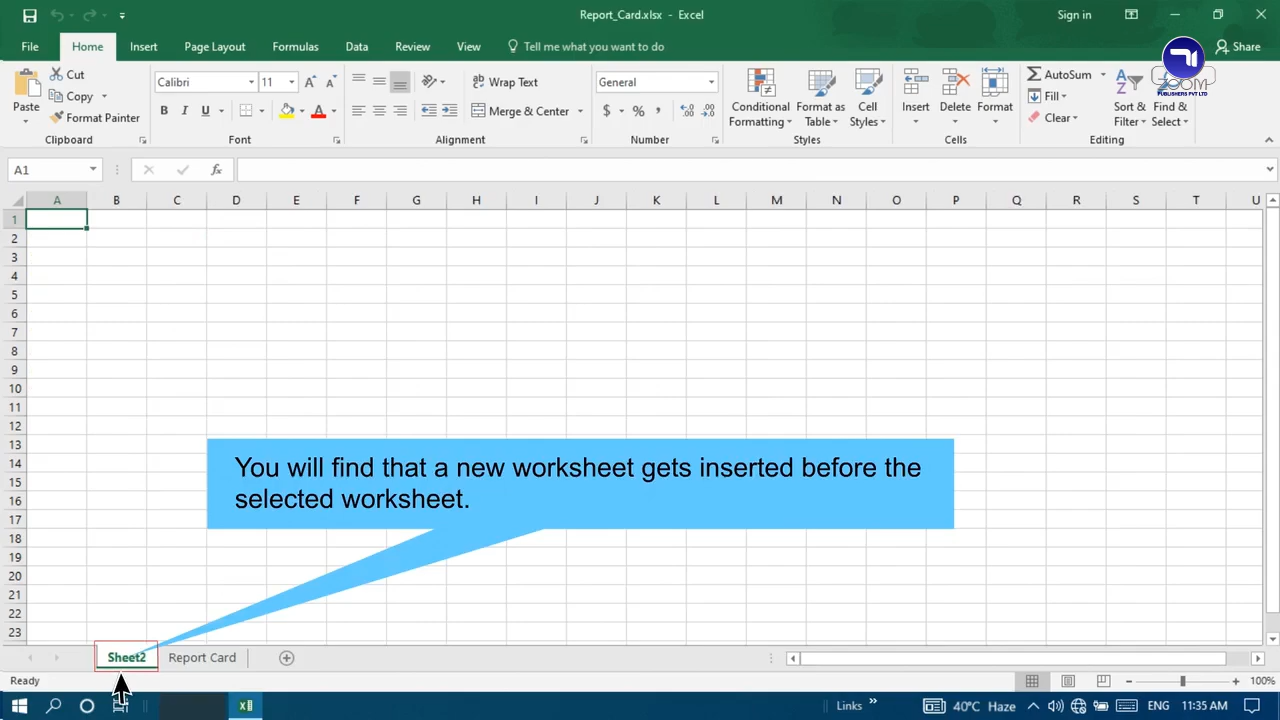 Report_Card.xlsx - Excel
Sign in
File Home Insert Page Layout Formulas Data Review View Tell me what you want to do Share
Paste
Cut
Copy
Format Painter
Clipboard
Calibri 11
B I U A
Font
Wrap Text
Merge & Center
Alignment
General
$ % ,
Number
Conditional Formatting
Format as Table
Cell Styles
Styles
Insert
Delete
Format
Cells
AutoSum
Fill
Clear
Sort & Filter
Find & Select
Editing
ZOOM
PUBLISHERS PVT LTD
A1 fx
A B C D E F G H I J K L M N O P Q R S T U
1
2
3
4
5
6
7
8
9
10
11
12
13
14
15
16
17
18
19
20
21
22
23
You will find that a new worksheet gets inserted before the
selected worksheet.
Sheet2 Report Card
Ready 100%
Links 40°C Haze ENG 11:35 AM